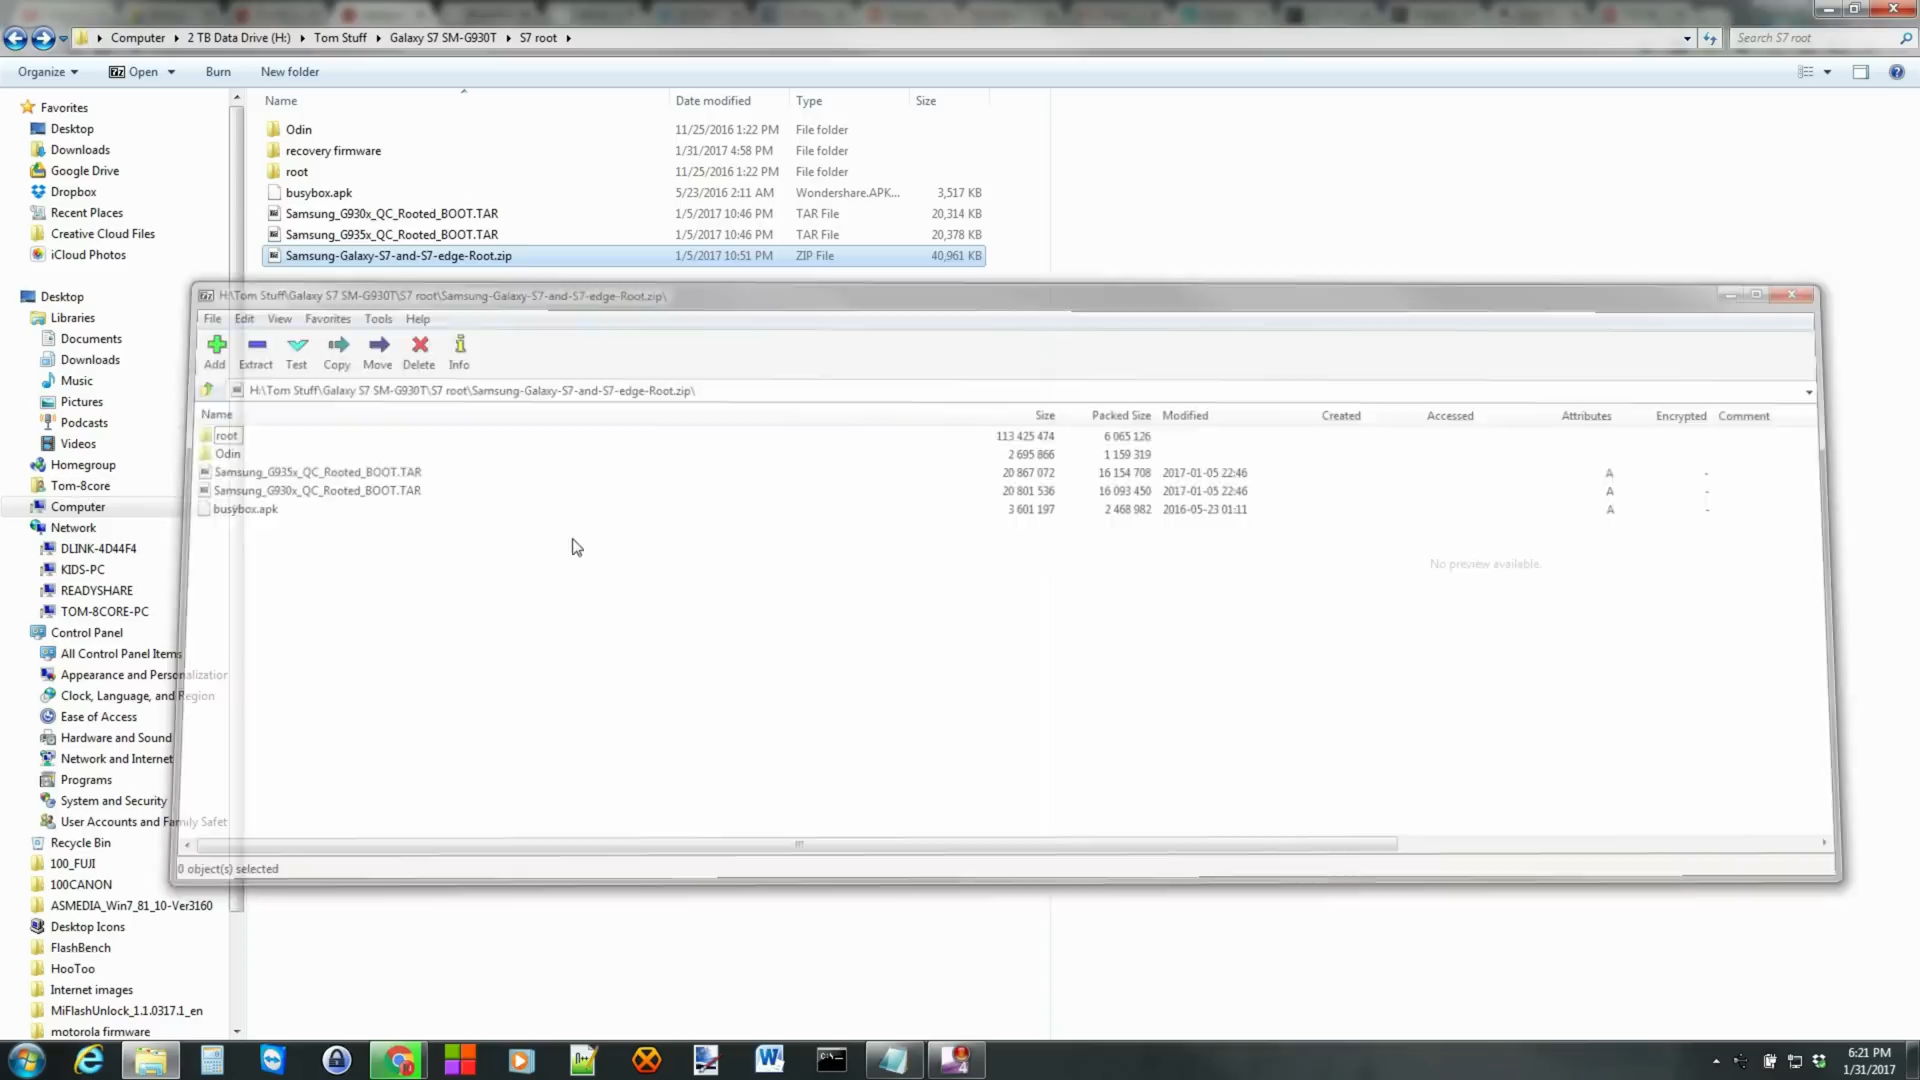 Computer ▸ 2 TB Data Drive (H:) ▸ Tom Stuff ▸ Galaxy S7 SM-G930T ▸ S7 root ▸
Search S7 root
Organize Open Burn New folder
Name Date modified Type Size
Odin 11/25/2016 1:22 PM File folder
recovery firmware 1/31/2017 4:58 PM File folder
root 11/25/2016 1:22 PM File folder
busybox.apk 5/23/2016 2:11 AM Wondershare.APK... 3,517 KB
Samsung_G930x_QC_Rooted_BOOT.TAR 1/5/2017 10:46 PM TAR File 20,314 KB
Samsung_G935x_QC_Rooted_BOOT.TAR 1/5/2017 10:46 PM TAR File 20,378 KB
Samsung-Galaxy-S7-and-S7-edge-Root.zip 1/5/2017 10:51 PM ZIP File 40,961 KB
Favorites
Desktop
Downloads
Google Drive
Dropbox
Recent Places
Creative Cloud Files
iCloud Photos
Desktop
Libraries
Documents
Downloads
Music
Pictures
Podcasts
Videos
Homegroup
Tom-8core
Computer
Network
DLINK-4D44F4
KIDS-PC
READYSHARE
TOM-8CORE-PC
Control Panel
All Control Panel Items
Appearance and Personalization
Clock, Language, and Region
Ease of Access
Hardware and Sound
Network and Internet
Programs
System and Security
User Accounts and Family Safet
Recycle Bin
100_FUJI
100CANON
ASMEDIA_Win7_81_10-Ver3160
Desktop Icons
FlashBench
HooToo
Internet images
MiFlashUnlock_1.1.0317.1_en
motorola firmware
H:\Tom Stuff\Galaxy S7 SM-G930T\S7 root\Samsung-Galaxy-S7-and-S7-edge-Root.zip\
File Edit View Favorites Tools Help
Add Extract Test Copy Move Delete Info
H:\Tom Stuff\Galaxy S7 SM-G930T\S7 root\Samsung-Galaxy-S7-and-S7-edge-Root.zip\
Name Size Packed Size Modified Created Accessed Attributes Encrypted Comment
root 113 425 474 6 065 126
Odin 2 695 866 1 159 319
Samsung_G935x_QC_Rooted_BOOT.TAR 20 867 072 16 154 708 2017-01-05 22:46 A -
Samsung_G930x_QC_Rooted_BOOT.TAR 20 801 536 16 093 450 2017-01-05 22:46 A -
busybox.apk 3 601 197 2 468 982 2016-05-23 01:11 A -
No preview available.
0 object(s) selected
6:21 PM
1/31/2017